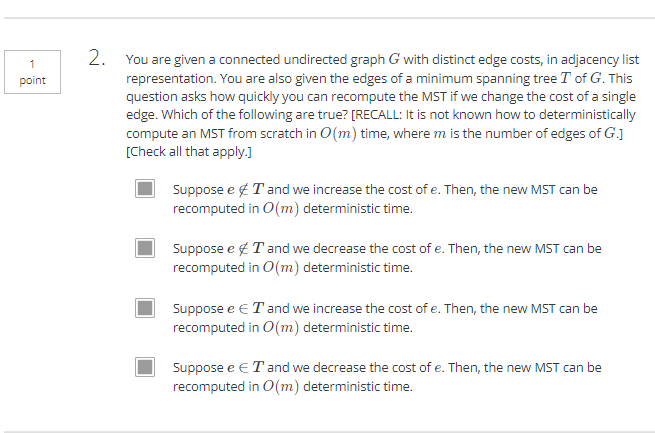 1
point
2.
You are given a connected undirected graph G with distinct edge costs, in adjacency list
representation. You are also given the edges of a minimum spanning tree T of G. This
question asks how quickly you can recompute the MST if we change the cost of a single
edge. Which of the following are true? [RECALL: It is not known how to deterministically
compute an MST from scratch in O(m) time, where m is the number of edges of G.]
[Check all that apply.]
Suppose e ∉ T and we increase the cost of e. Then, the new MST can be
recomputed in O(m) deterministic time.
Suppose e ∉ T and we decrease the cost of e. Then, the new MST can be
recomputed in O(m) deterministic time.
Suppose e ∈ T and we increase the cost of e. Then, the new MST can be
recomputed in O(m) deterministic time.
Suppose e ∈ T and we decrease the cost of e. Then, the new MST can be
recomputed in O(m) deterministic time.